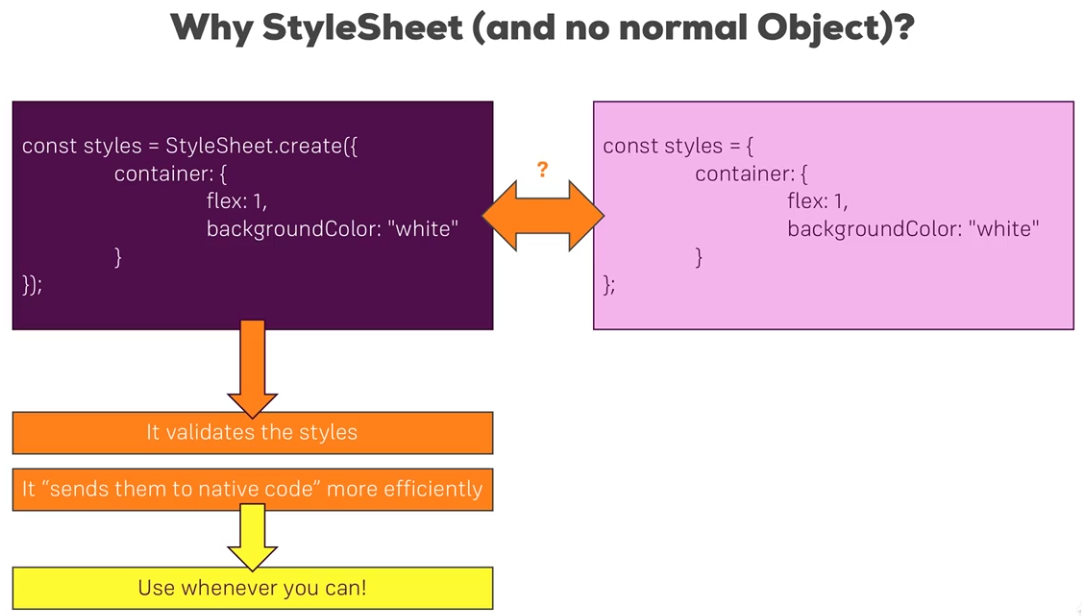 Why StyleSheet (and no normal Object)?
const styles = StyleSheet.create({
container: {
flex: 1,
backgroundColor: "white"
}
});
?
const styles = {
container: {
flex: 1,
backgroundColor: "white"
}
};
It validates the styles
It “sends them to native code” more efficiently
Use whenever you can!